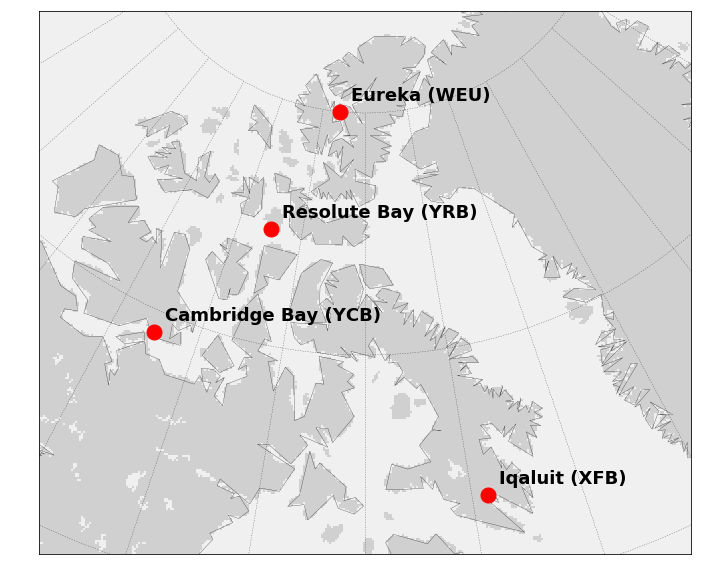 Eureka (WEU)
Resolute Bay (YRB)
Cambridge Bay (YCB)
Iqaluit (XFB)